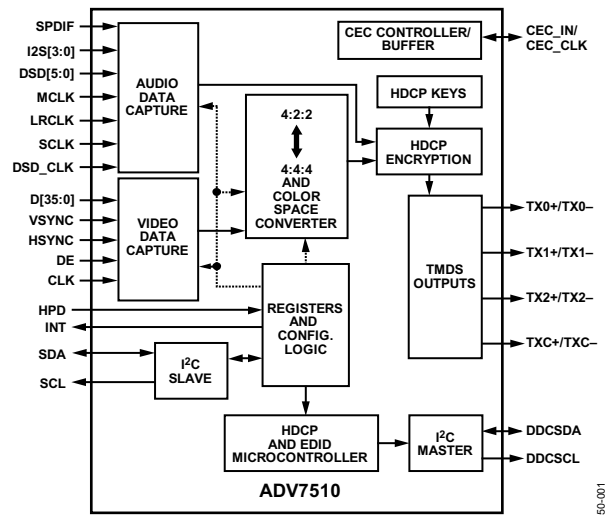 SPDIF
I2S[3:0]
DSD[5:0]
MCLK
LRCLK
SCLK
DSD_CLK
D[35:0]
VSYNC
HSYNC
DE
CLK
HPD
INT
SDA
SCL
AUDIO
DATA
CAPTURE
VIDEO
DATA
CAPTURE
I2C
SLAVE
4:2:2
4:4:4
AND
COLOR
SPACE
CONVERTER
REGISTERS
AND
CONFIG.
LOGIC
HDCP
AND EDID
MICROCONTROLLER
CEC CONTROLLER/
BUFFER
HDCP KEYS
HDCP
ENCRYPTION
TMDS
OUTPUTS
I2C
MASTER
CEC_IN/
CEC_CLK
TX0+/TX0–
TX1+/TX1–
TX2+/TX2–
TXC+/TXC–
DDCSDA
DDCSCL
ADV7510
50-001